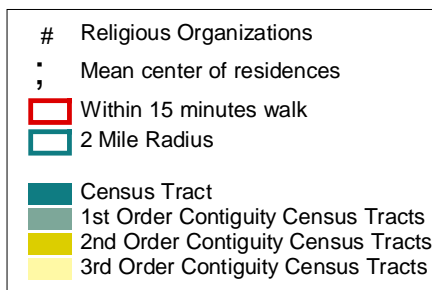 # Religious Organizations
; Mean center of residences
Within 15 minutes walk
2 Mile Radius
Census Tract
1st Order Contiguity Census Tracts
2nd Order Contiguity Census Tracts
3rd Order Contiguity Census Tracts